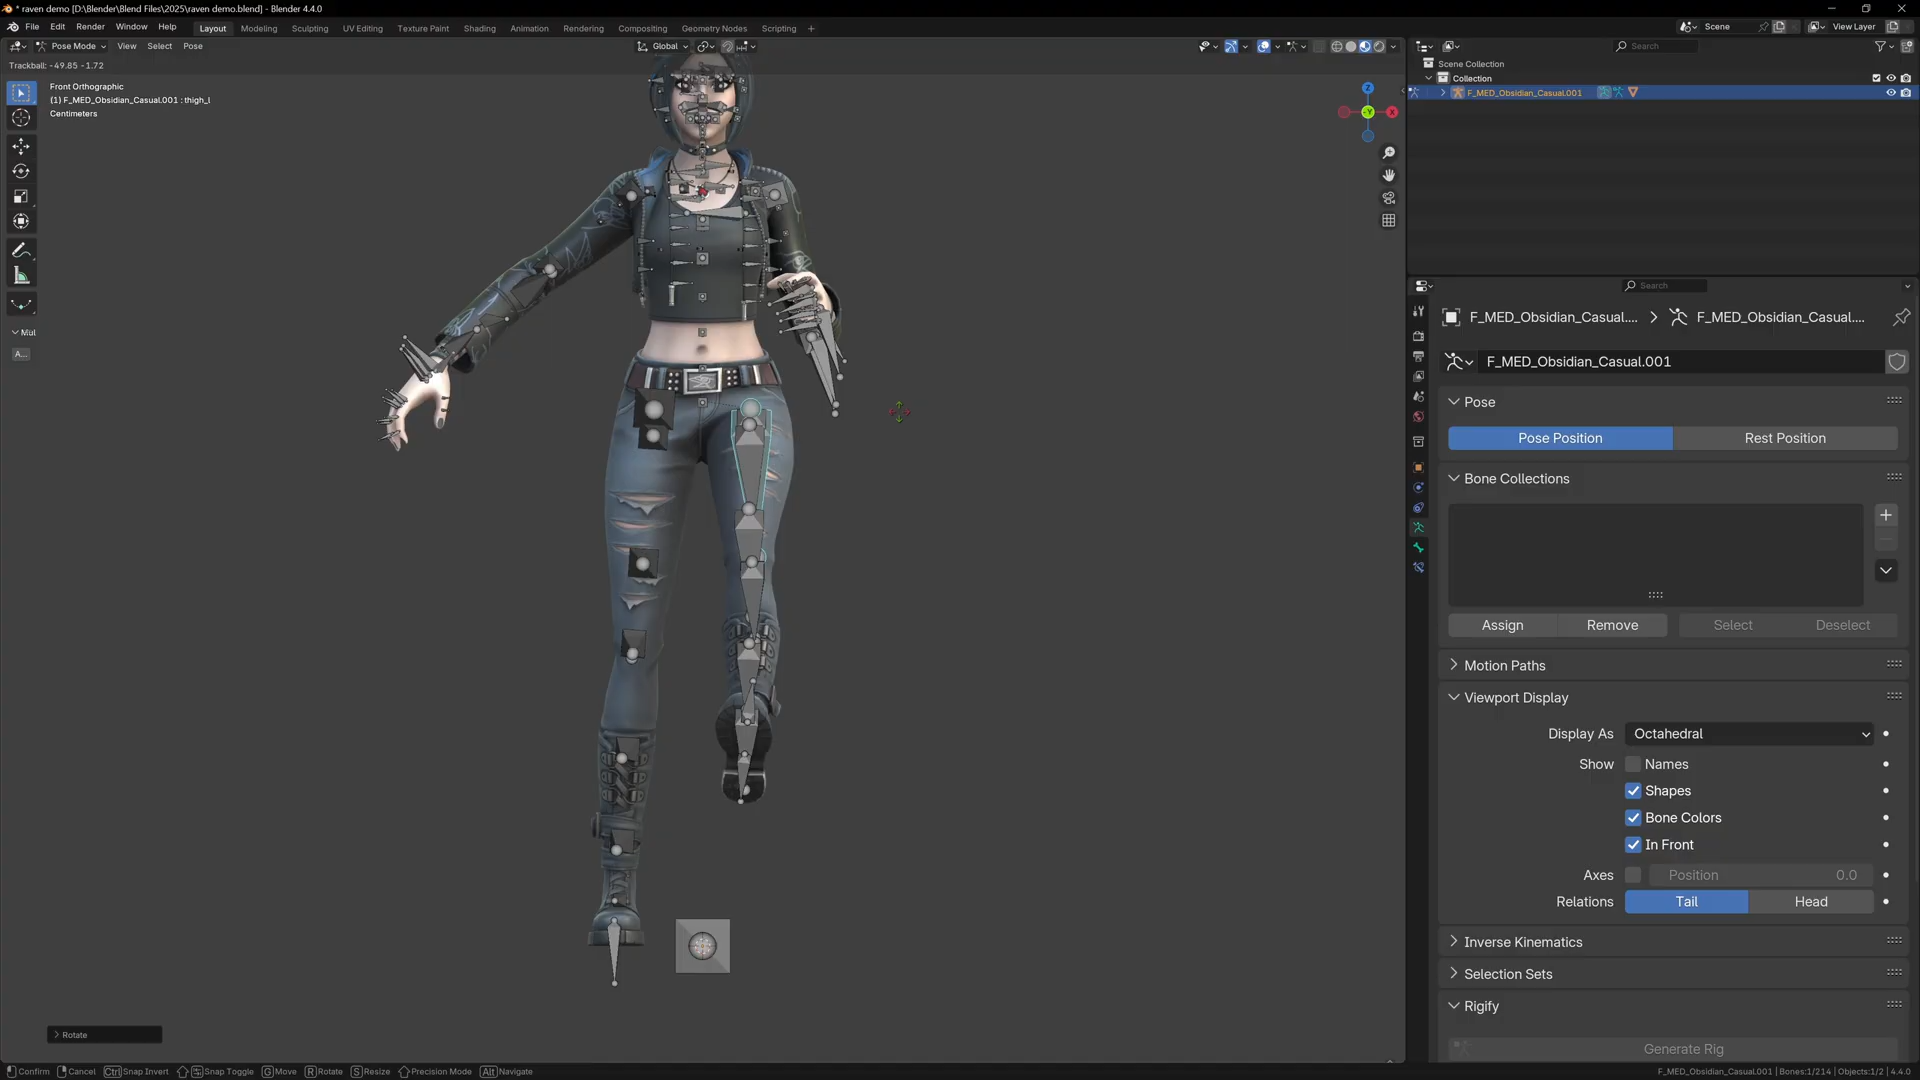 * raven demo [D:\Blender\Blend Files\2025\raven demo.blend] - Blender 4.4.0
File Edit Render Window Help Layout Modeling Sculpting UV Editing Texture Paint Shading Animation Rendering Compositing Geometry Nodes Scripting + Scene View Layer
Pose Mode View Select Pose Global Search
Trackball: -49.85 -1.72
Front Orthographic
(1) F_MED_Obsidian_Casual.001 : thigh_l
Centimeters
Z
Y
X
Mul
A...
Scene Collection
Collection
F_MED_Obsidian_Casual.001
Search
F_MED_Obsidian_Casual.... F_MED_Obsidian_Casual....
F_MED_Obsidian_Casual.001
Pose
Pose Position Rest Position
Bone Collections
Assign Remove Select Deselect
Motion Paths
Viewport Display
Display As Octahedral
Show Names
Shapes
Bone Colors
In Front
Axes Position 0.0
Relations Tail Head
Inverse Kinematics
Selection Sets
Rigify
Generate Rig
Rotate
Confirm Cancel Ctrl Snap Invert Snap Toggle G Move R Rotate S Resize Precision Mode Alt Navigate F_MED_Obsidian_Casual.001 | Bones:1/214 | Objects:1/2 | 4.4.0